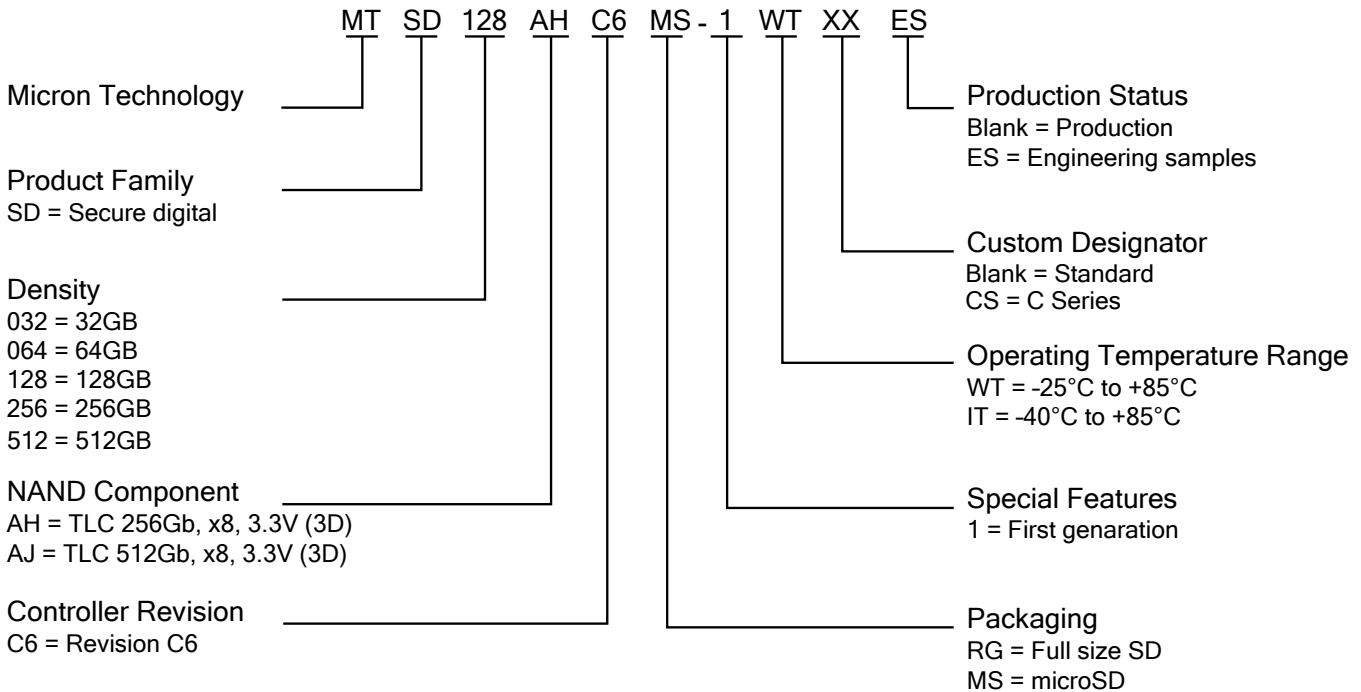 MT SD 128 AH C6 MS - 1 WT XX ES
Micron Technology
Product Family
SD = Secure digital
Density
032 = 32GB
064 = 64GB
128 = 128GB
256 = 256GB
512 = 512GB
NAND Component
AH = TLC 256Gb, x8, 3.3V (3D)
AJ = TLC 512Gb, x8, 3.3V (3D)
Controller Revision
C6 = Revision C6
Production Status
Blank = Production
ES = Engineering samples
Custom Designator
Blank = Standard
CS = C Series
Operating Temperature Range
WT = –25°C to +85°C
IT = –40°C to +85°C
Special Features
1 = First genaration
Packaging
RG = Full size SD
MS = microSD